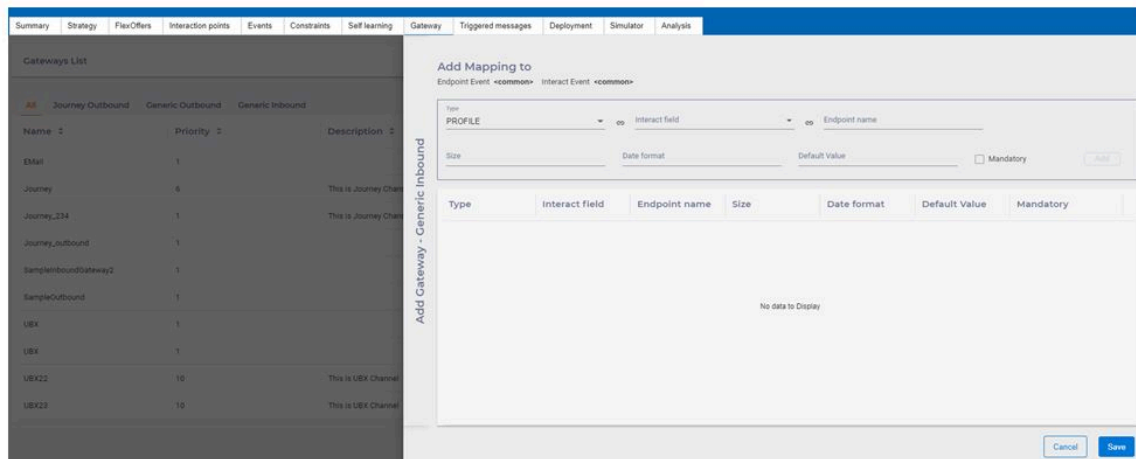 Summary Strategy FlexOffers Interaction points Events Constraints Self learning Gateway Triggered messages Deployment Simulator Analysis
Gateways List
All Journey Outbound Generic Outbound Generic Inbound
Name Priority Description
EMail 1
Journey 6 This is Journey Chan
Journey_234 1 This is Journey Chan
Journey_outbound 1
SampleInboundGateway2 1
SampleOutbound 1
UBX 1
UBX 1
UBX22 10 This is UBX Channel
UBX23 10 This is UBX Channel
Add Gateway - Generic Inbound
Add Mapping to
Endpoint Event <common> Interact Event <common>
Type
PROFILE Interact field Endpoint name
Size Date format Default Value Mandatory Add
Type Interact field Endpoint name Size Date format Default Value Mandatory
No data to Display
Cancel Save